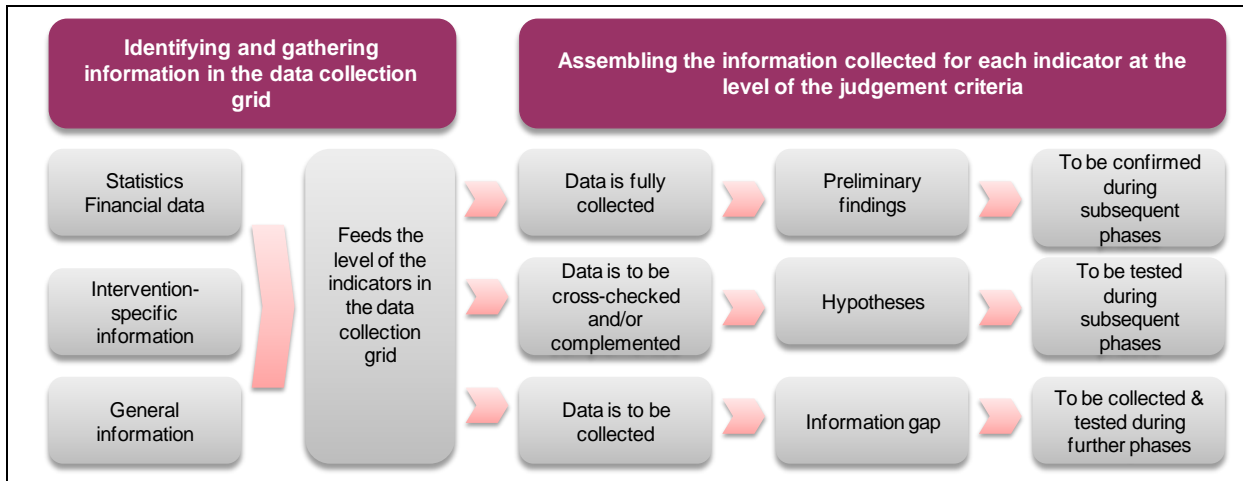 Identifying and gathering
information in the data collection
grid
Assembling the information collected for each indicator at the
level of the judgement criteria
Statistics
Financial data
Intervention-
specific
information
General
information
Feeds the
level of the
indicators in
the data
collection
grid
Data is fully
collected
Preliminary
findings
To be confirmed
during
subsequent
phases
Data is to be
cross-checked
and/or
complemented
Hypotheses
To be tested
during
subsequent
phases
Data is to be
collected
Information gap
To be collected &
tested during
further phases